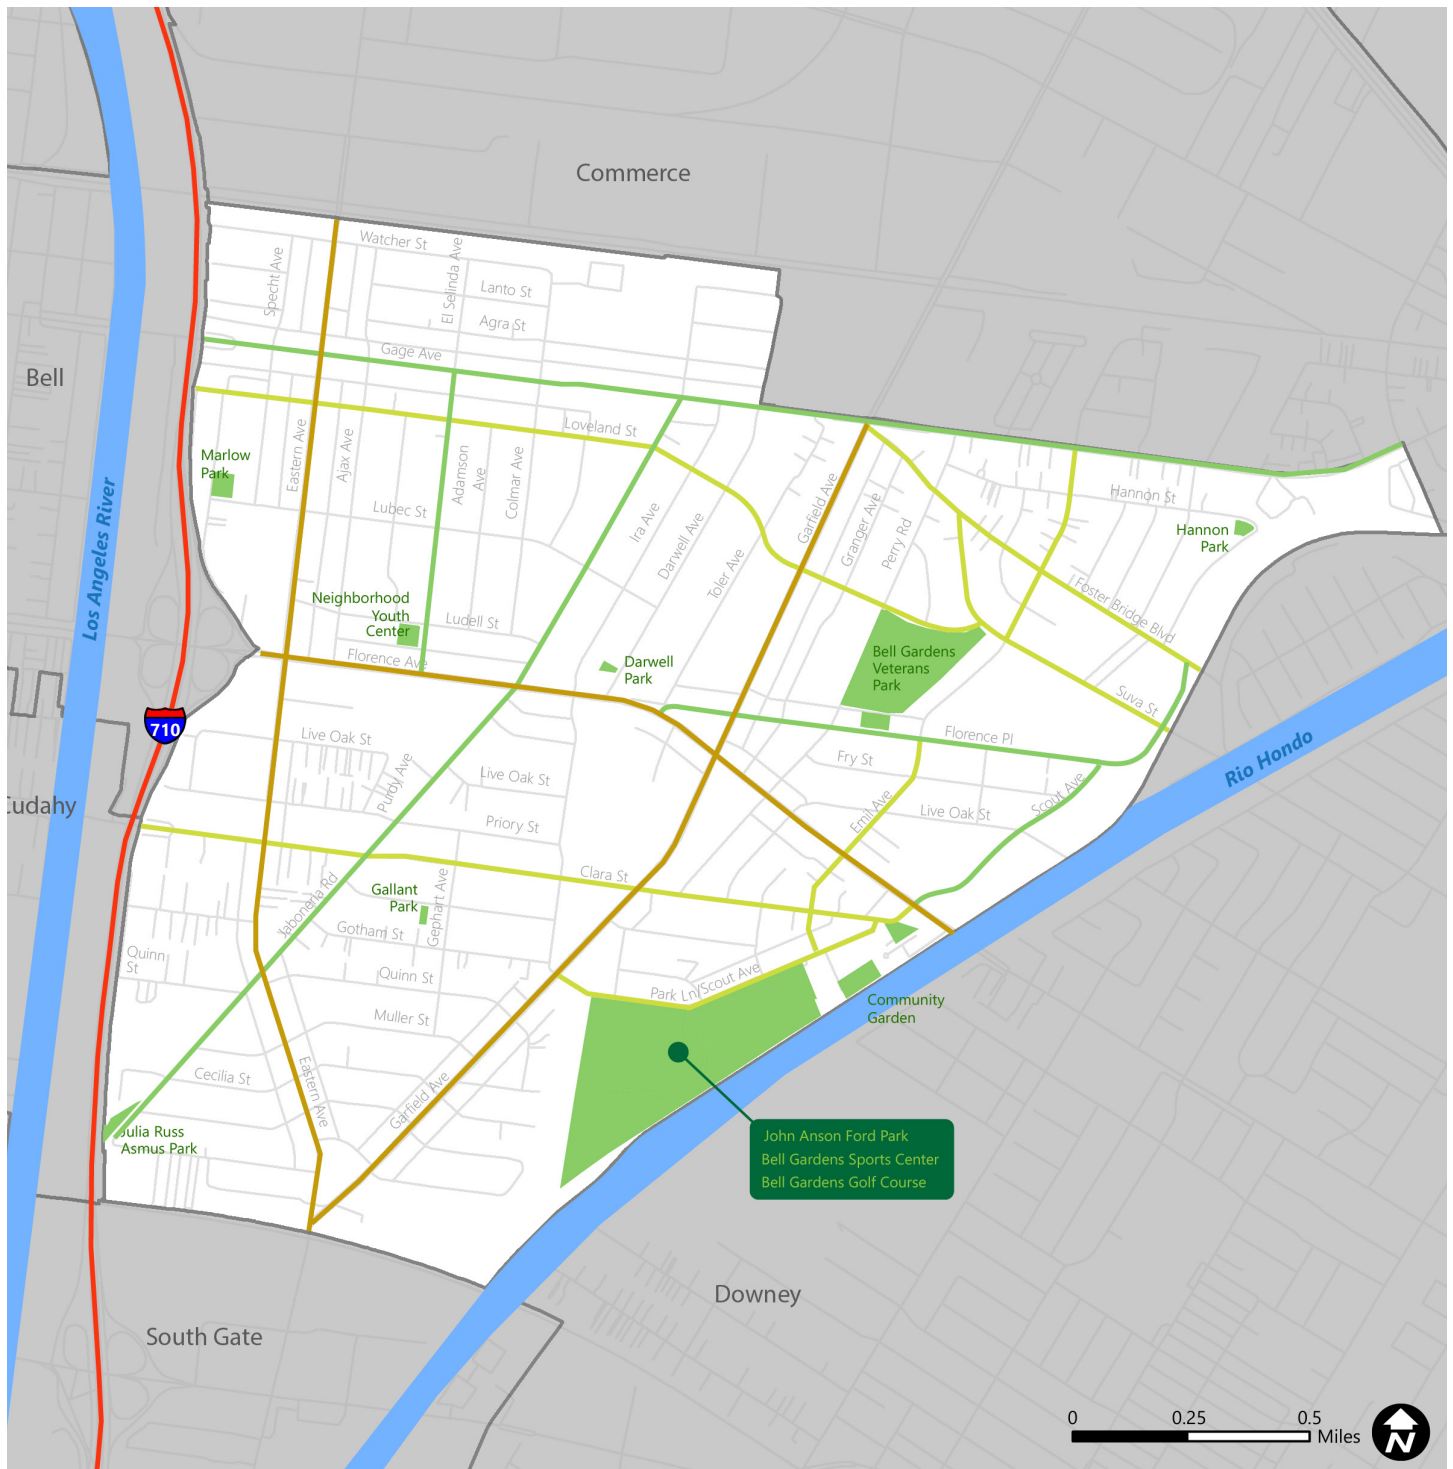 Commerce
Watcher St
Specht Ave
El Selinda Ave
Lanto St
Agra St
Gage Ave
Bell
Loveland St
Eastern Ave
Ajax Ave
Adamson
Ave
Colmar Ave
Marlow
Park
Lubec St
Ira Ave
Darwell Ave
Toler Ave
Garfield Ave
Granger Ave
Perry Rd
Hannon St
Hannon
Park
Los Angeles River
Neighborhood
Youth
Center
Ludell St
Foster Bridge Blvd
Florence Ave
Darwell
Park
Bell Gardens
Veterans
Park
Suva St
710
Live Oak St
Florence Pl
Rio Hondo
Purdy Ave
Live Oak St
Fry St
Scout Ave
Cudahy
Priory St
Emil Ave
Live Oak St
Clara St
Jaboneria Rd
Gallant
Park
Gephart Ave
Gotham St
Quinn
St
Quinn St
Park Ln/Scout Ave
Community
Garden
Muller St
Eastern Ave
Cecilia St
Garfield Ave
Julia Russ
Asmus Park
John Anson Ford Park
Bell Gardens Sports Center
Bell Gardens Golf Course
Downey
South Gate
0 0.25 0.5
Miles
N